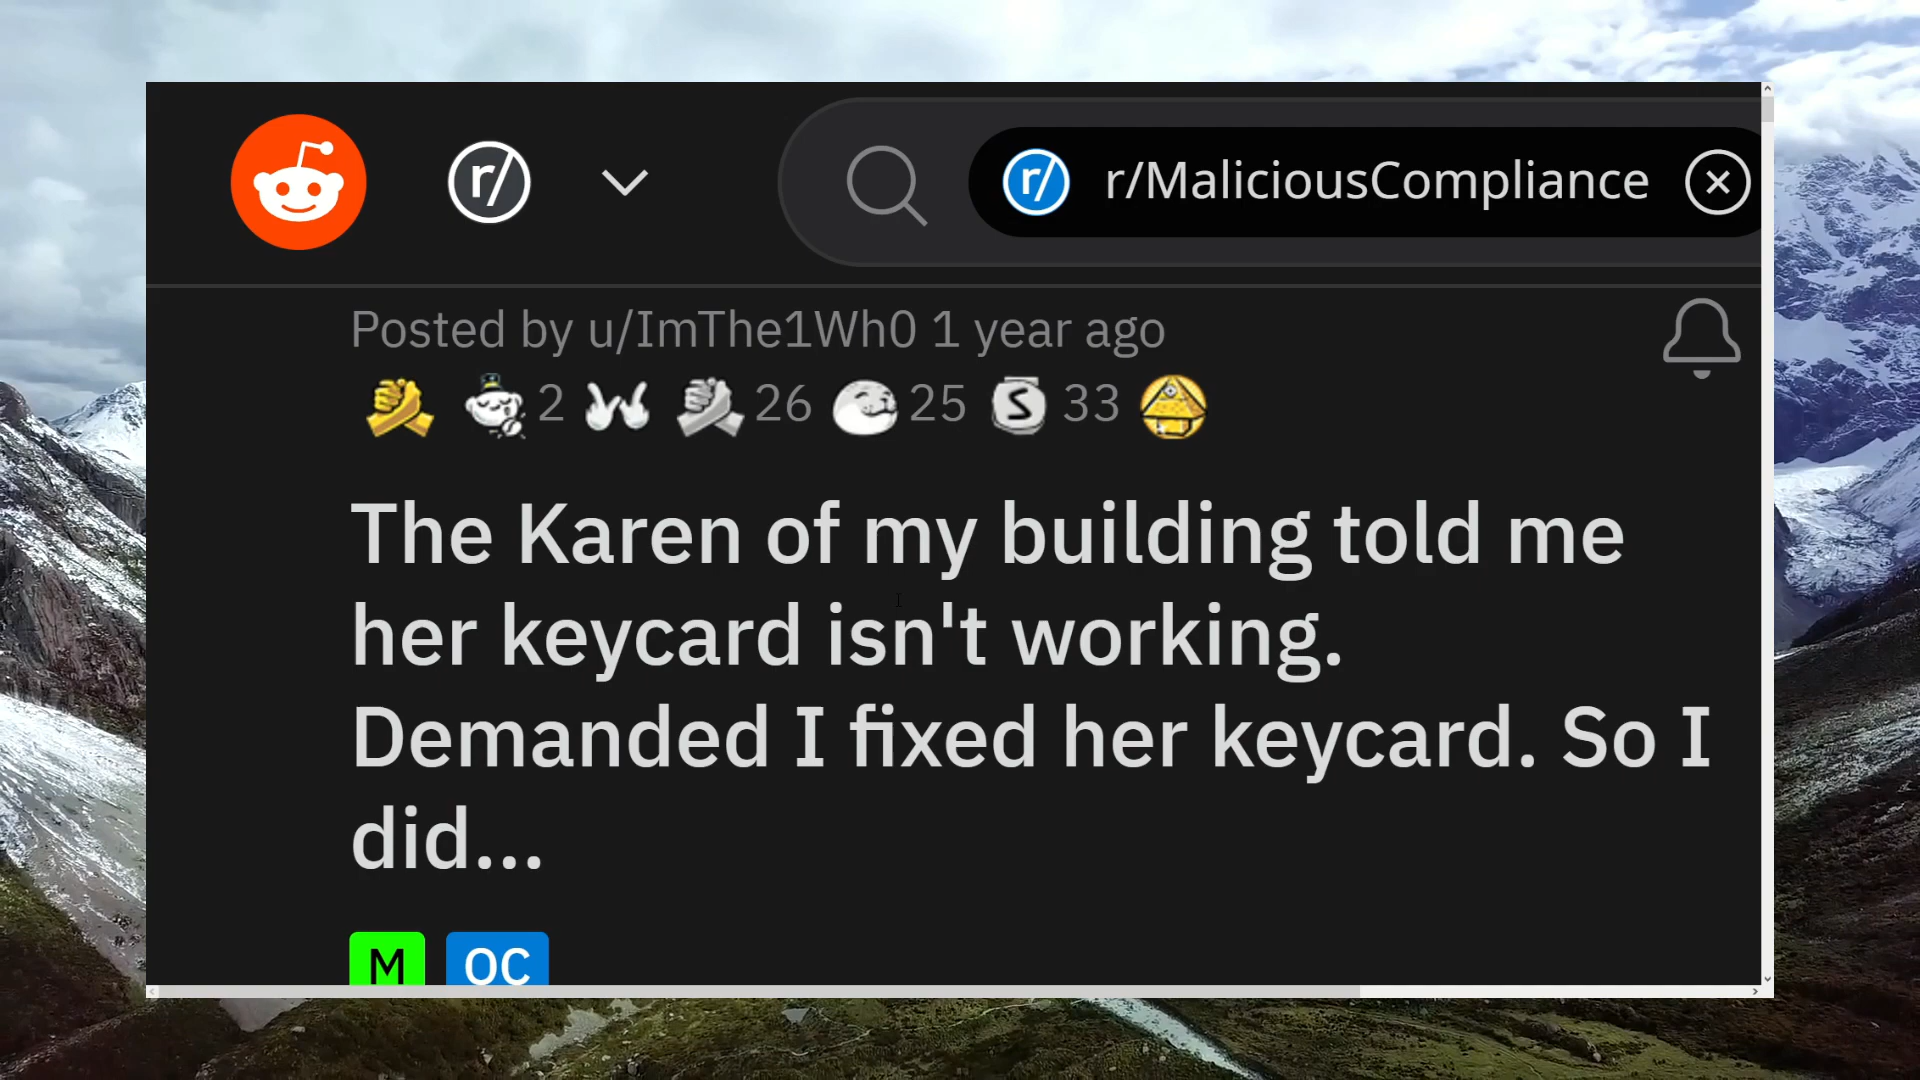 r/ r/ r/MaliciousCompliance
Posted by u/ImThe1Wh0 1 year ago
2 26 25 S 33
The Karen of my building told me
her keycard isn't working.
Demanded I fixed her keycard. So I
did...
M OC